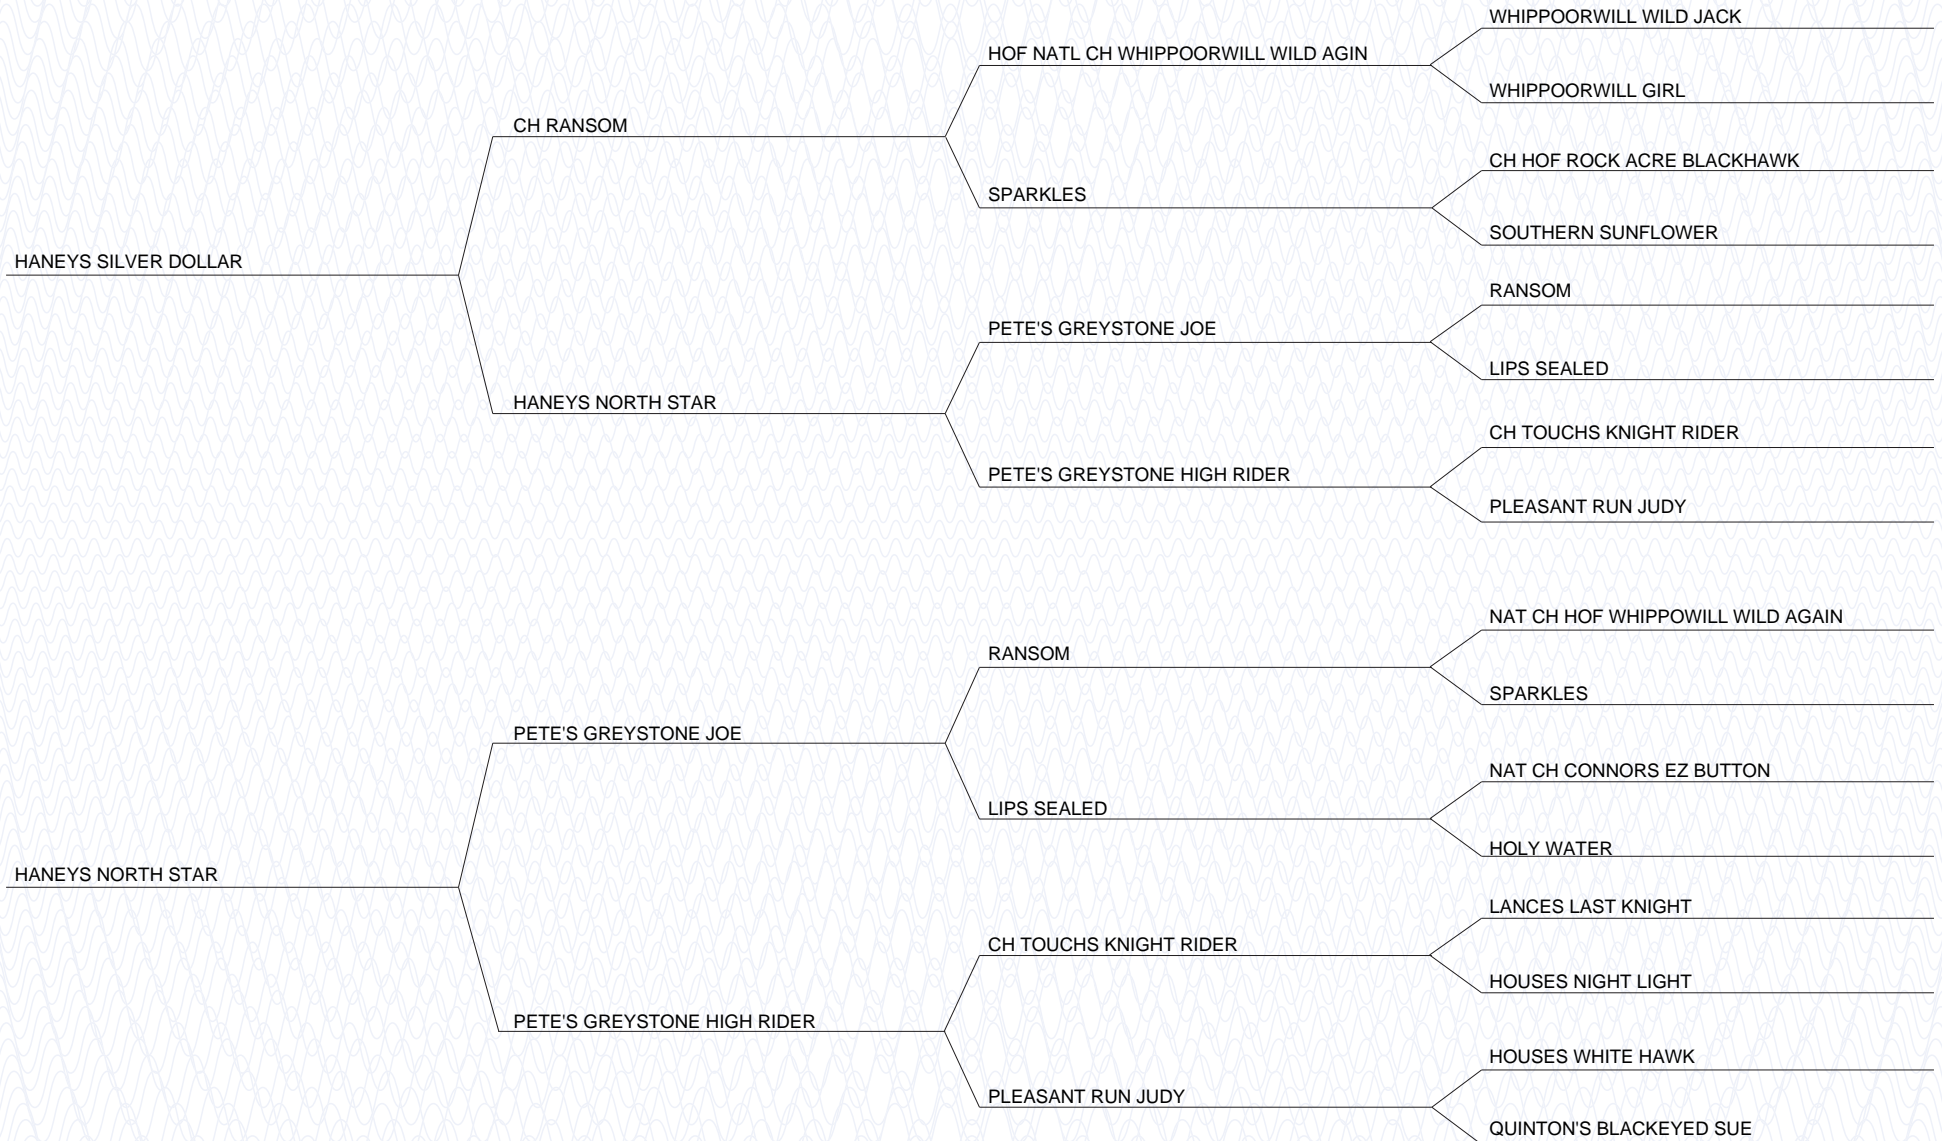 WHIPPOORWILL WILD JACK
HOF NATL CH WHIPPOORWILL WILD AGIN
WHIPPOORWILL GIRL
CH RANSOM
CH HOF ROCK ACRE BLACKHAWK
SPARKLES
SOUTHERN SUNFLOWER
HANEYS SILVER DOLLAR
RANSOM
PETE'S GREYSTONE JOE
LIPS SEALED
HANEYS NORTH STAR
CH TOUCHS KNIGHT RIDER
PETE'S GREYSTONE HIGH RIDER
PLEASANT RUN JUDY
NAT CH HOF WHIPPOWILL WILD AGAIN
RANSOM
SPARKLES
PETE'S GREYSTONE JOE
NAT CH CONNORS EZ BUTTON
LIPS SEALED
HOLY WATER
HANEYS NORTH STAR
LANCES LAST KNIGHT
CH TOUCHS KNIGHT RIDER
HOUSES NIGHT LIGHT
PETE'S GREYSTONE HIGH RIDER
HOUSES WHITE HAWK
PLEASANT RUN JUDY
QUINTON'S BLACKEYED SUE